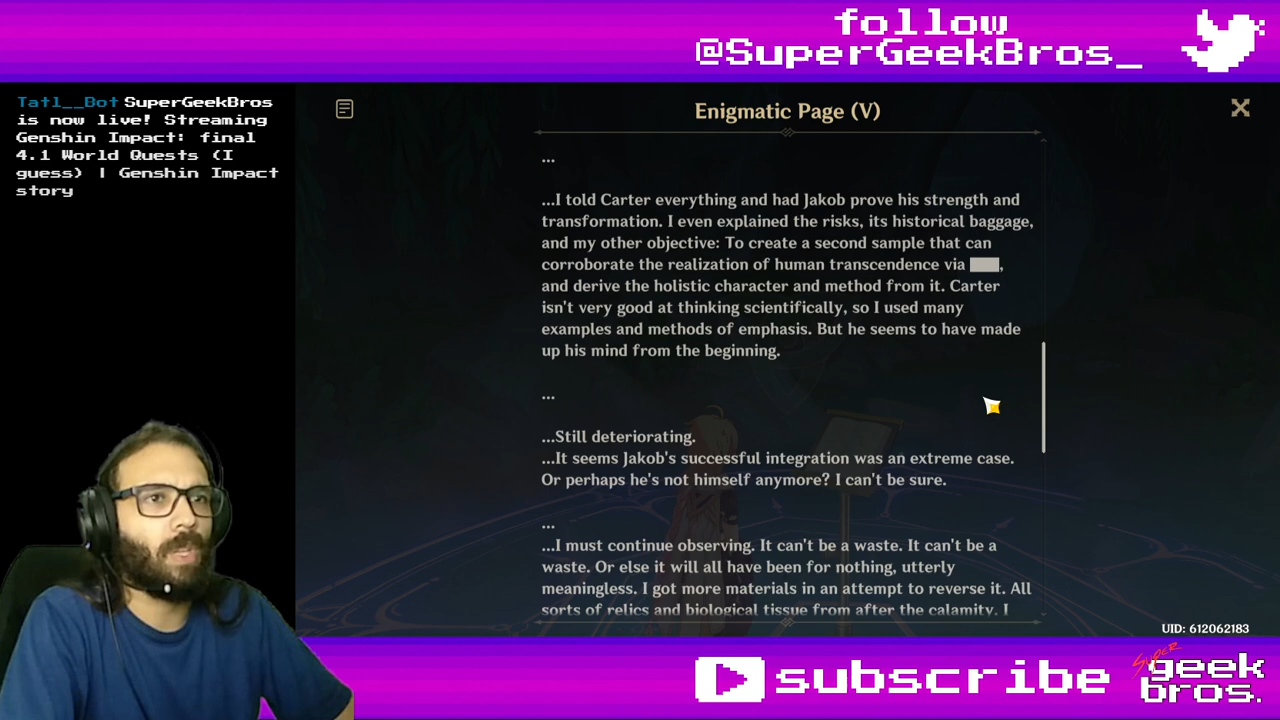 follow
@SuperGeekBros_
Tatl__Bot SuperGeekBros
is now live! Streaming
Genshin Impact: final
4.1 World Quests (I
guess) | Genshin Impact
story
Enigmatic Page (V)
...
...I told Carter everything and had Jakob prove his strength and
transformation. I even explained the risks, its historical baggage,
and my other objective: To create a second sample that can
corroborate the realization of human transcendence via ,
and derive the holistic character and method from it. Carter
isn't very good at thinking scientifically, so I used many
examples and methods of emphasis. But he seems to have made
up his mind from the beginning.
...
...Still deteriorating.
...It seems Jakob's successful integration was an extreme case.
Or perhaps he's not himself anymore? I can't be sure.
...
...I must continue observing. It can't be a waste. It can't be a
waste. Or else it will all have been for nothing, utterly
meaningless. I got more materials in an attempt to reverse it. All
sorts of relics and biological tissue from after the calamity. I
UID: 612062183
subscribe
SUPER
geek
bros.